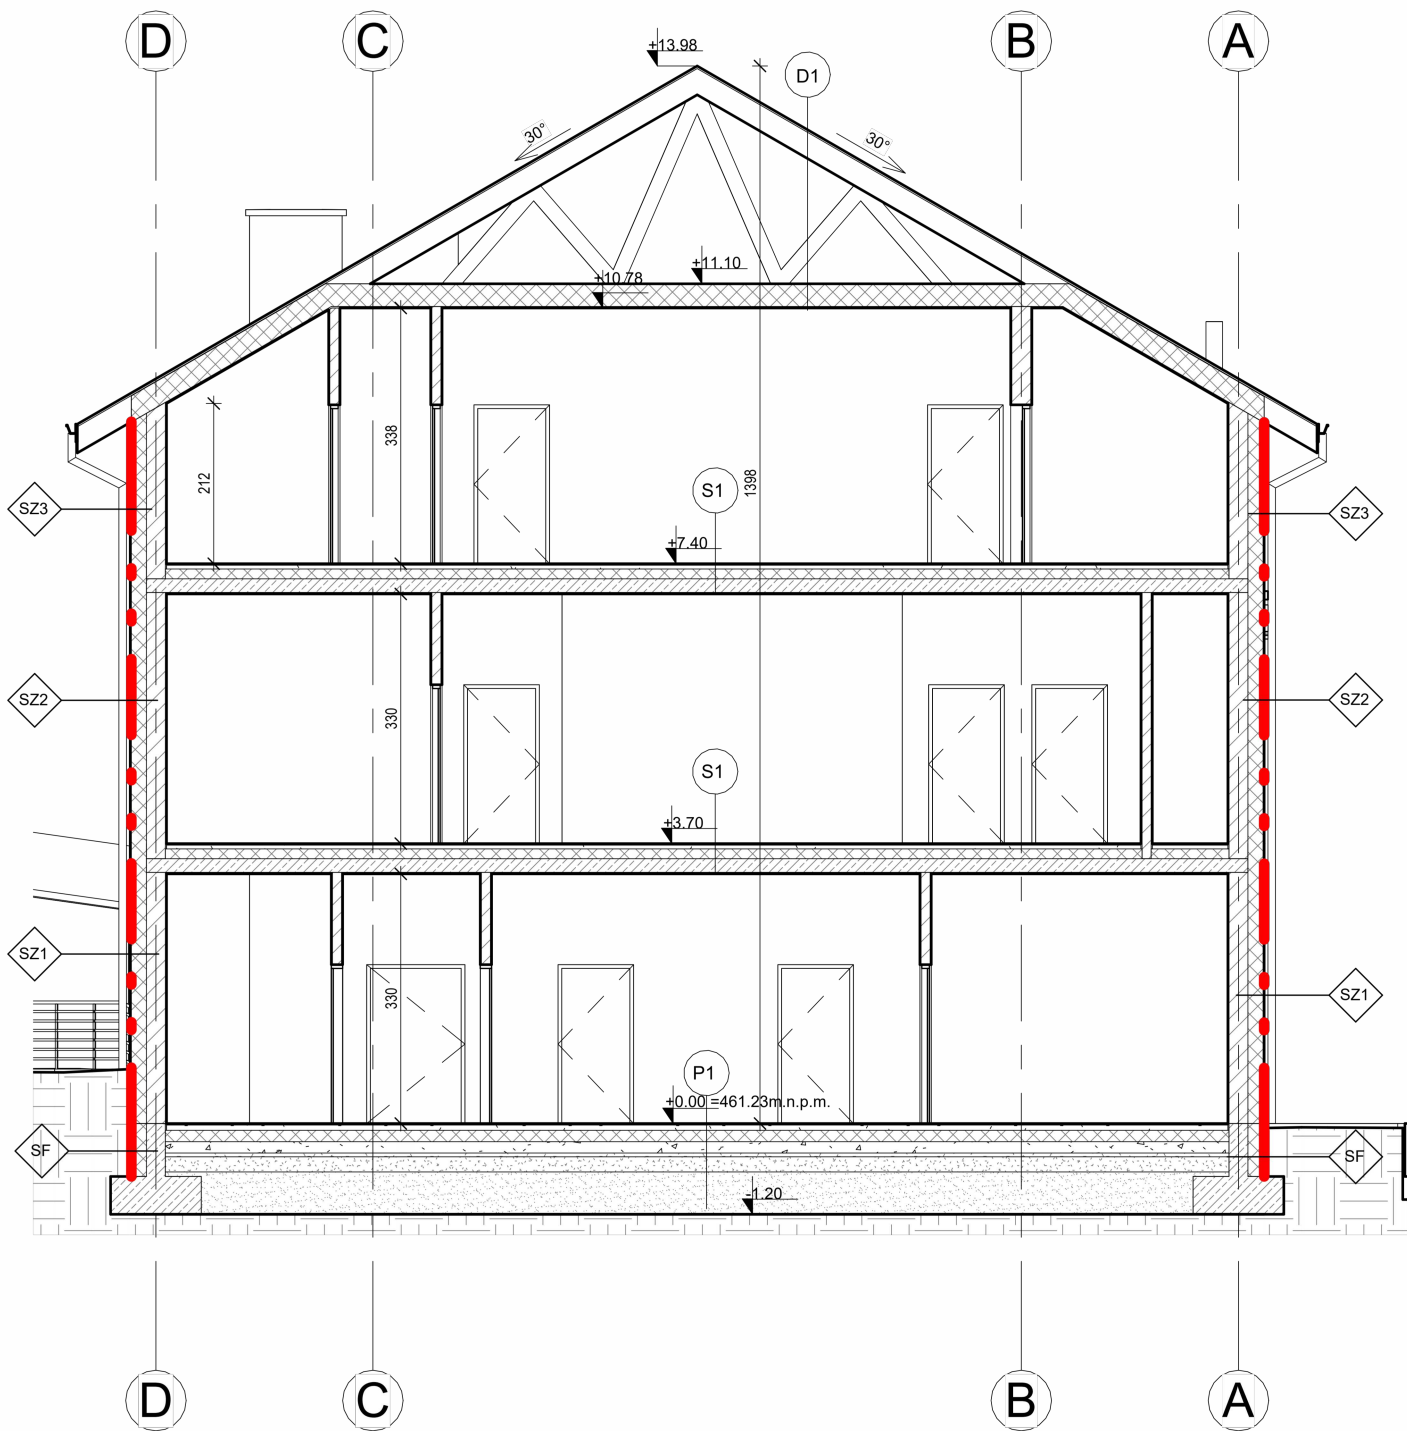 D
C
B
A
+13.98
D1
30°
30°
+11.10
+10.78
338
212
1398
S1
SZ3
SZ3
+7.40
SZ2
SZ2
330
S1
+3.70
SZ1
SZ1
330
P1
+0.00 =461.23m.n.p.m.
SF
SF
-1.20
D
C
B
A